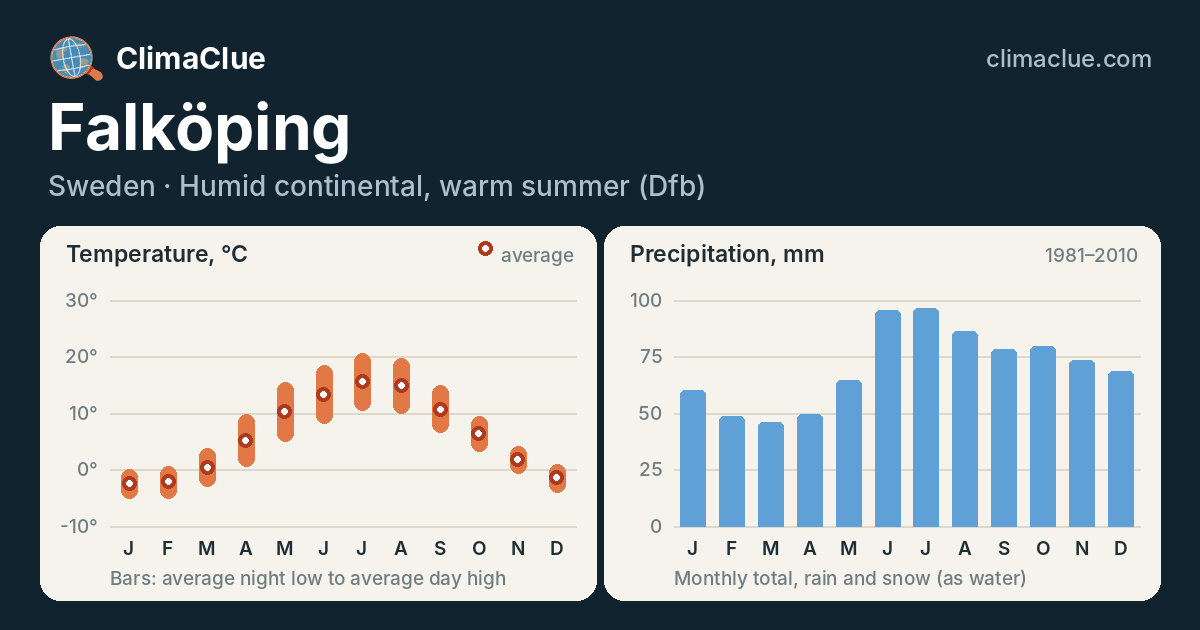 ClimaClue
climaclue.com
Falköping
Sweden · Humid continental, warm summer (Dfb)
Temperature, °C
average
30°
20°
10°
0°
-10°
J F M A M J J A S O N D
Bars: average night low to average day high
Precipitation, mm
1981–2010
100
75
50
25
0
J F M A M J J A S O N D
Monthly total, rain and snow (as water)